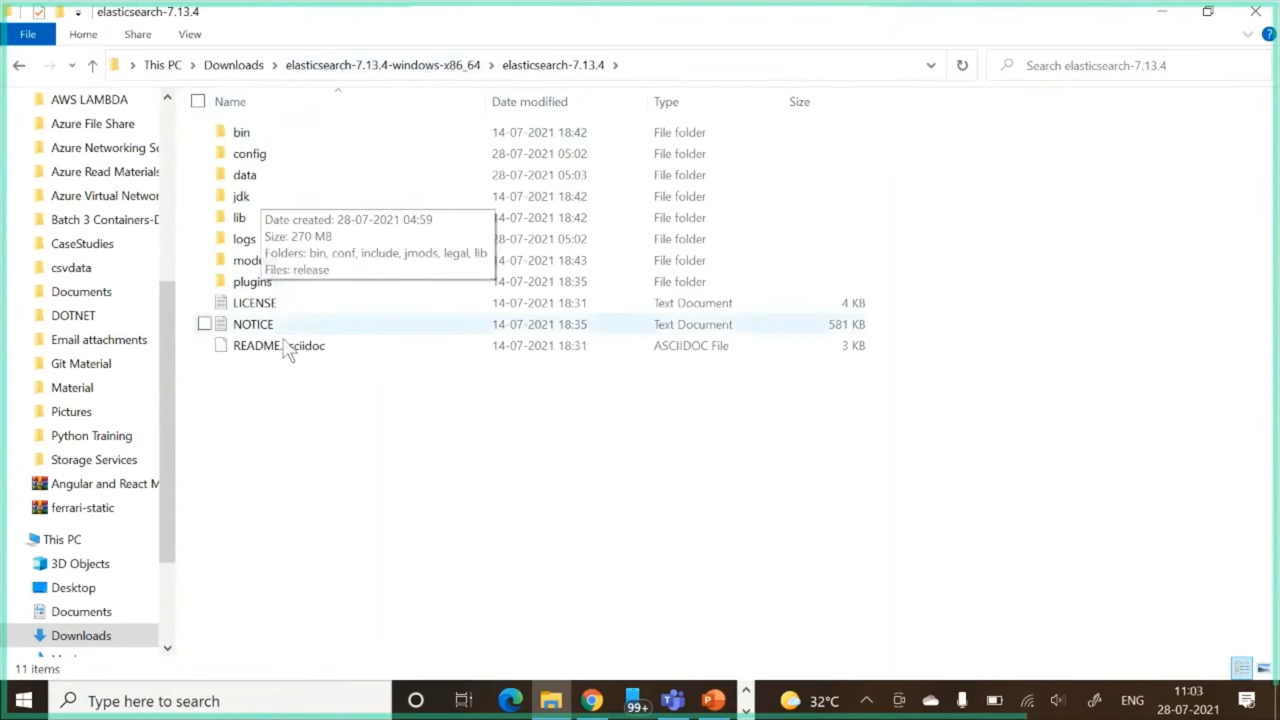 elasticsearch-7.13.4
File Home Share View
This PC Downloads elasticsearch-7.13.4-windows-x86_64 elasticsearch-7.13.4 Search elasticsearch-7.13.4
Name Date modified Type Size
AWS LAMBDA
Azure File Share
Azure Networking Se
Azure Read Materials
Azure Virtual Networ
Batch 3 Containers-D
CaseStudies
csvdata
Documents
DOTNET
Email attachments
Git Material
Material
Pictures
Python Training
Storage Services
Angular and React M
ferrari-static
This PC
3D Objects
Desktop
Documents
Downloads
bin 14-07-2021 18:42 File folder
config 28-07-2021 05:02 File folder
data 28-07-2021 05:03 File folder
jdk 14-07-2021 18:42 File folder
lib 14-07-2021 18:42 File folder
logs 28-07-2021 05:02 File folder
mod 14-07-2021 18:43 File folder
plugins 14-07-2021 18:35 File folder
LICENSE 14-07-2021 18:31 Text Document 4 KB
NOTICE 14-07-2021 18:35 Text Document 581 KB
README.asciidoc 14-07-2021 18:31 ASCIIDOC File 3 KB
Date created: 28-07-2021 04:59
Size: 270 MB
Folders: bin, conf, include, jmods, legal, lib
Files: release
11 items
Type here to search 99+ 32°C ENG 11:03
28-07-2021